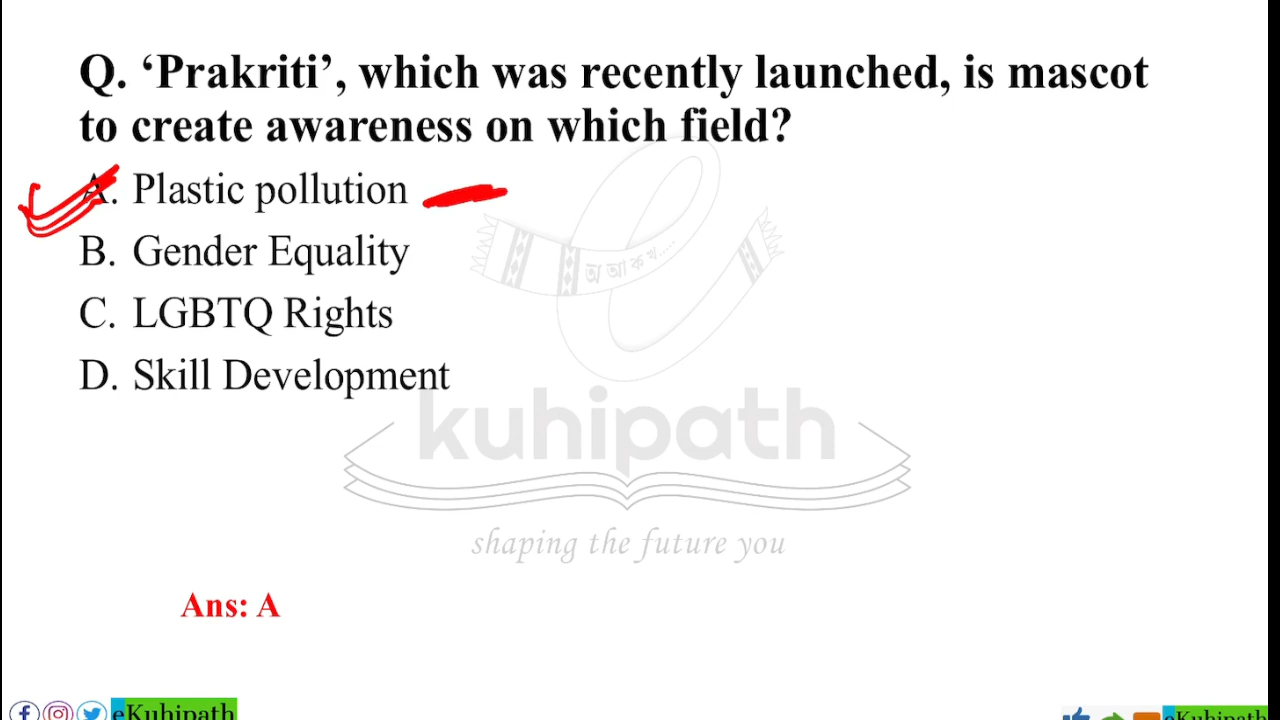 Q. ‘Prakriti’, which was recently launched, is mascot
to create awareness on which field?
A. Plastic pollution
B. Gender Equality
C. LGBTQ Rights
D. Skill Development
অ আ ক খ.....
kuhipath
shaping the future you
Ans: A
eKuhipath
eKuhipath